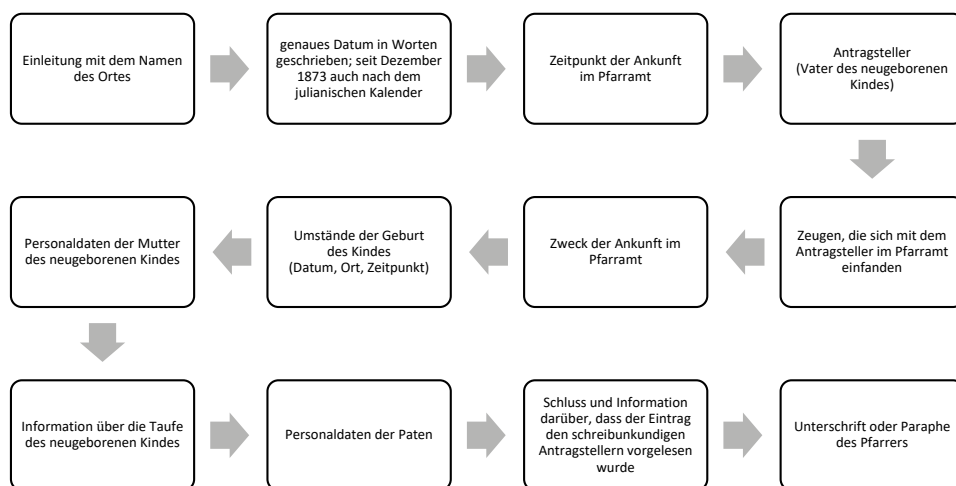 Einleitung mit dem Namen
des Ortes
genaues Datum in Worten
geschrieben; seit Dezember
1873 auch nach dem
julianischen Kalender
Zeitpunkt der Ankunft
im Pfarramt
Antragsteller
(Vater des neugeborenen
Kindes)
Zeugen, die sich mit dem
Antragsteller im Pfarramt
einfanden
Zweck der Ankunft im
Pfarramt
Umstände der Geburt
des Kindes
(Datum, Ort, Zeitpunkt)
Personaldaten der Mutter
des neugeborenen Kindes
Information über die Taufe
des neugeborenen Kindes
Personaldaten der Paten
Schluss und Information
darüber, dass der Eintrag
den schreibunkundigen
Antragstellern vorgelesen
wurde
Unterschrift oder Paraphe
des Pfarrers